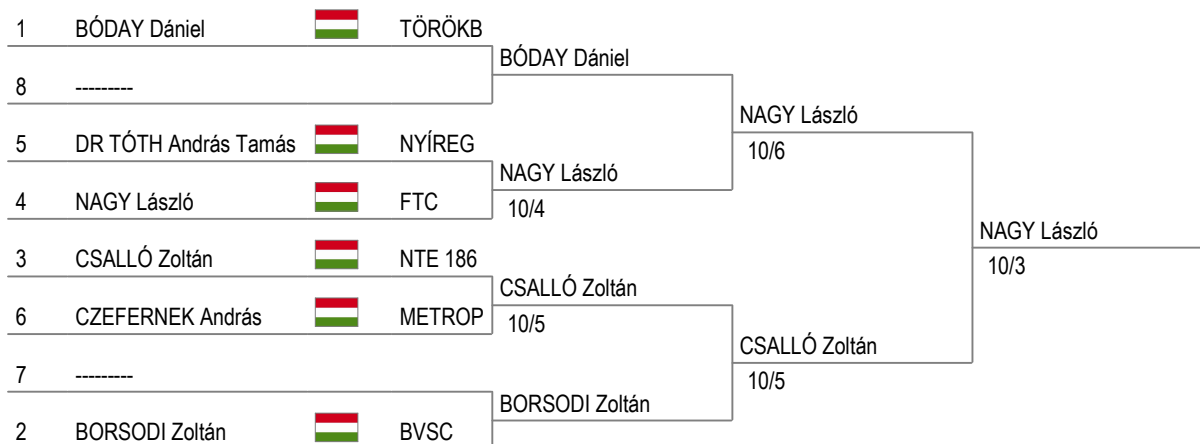 1 BÓDAY Dániel TÖRÖKB
BÓDAY Dániel
8 ---------
NAGY László
10/6
5 DR TÓTH András Tamás NYÍREG
NAGY László
10/4
4 NAGY László FTC
NAGY László
10/3
3 CSALLÓ Zoltán NTE 186
CSALLÓ Zoltán
10/5
6 CZEFERNEK András METROP
CSALLÓ Zoltán
10/5
7 ---------
BORSODI Zoltán
2 BORSODI Zoltán BVSC